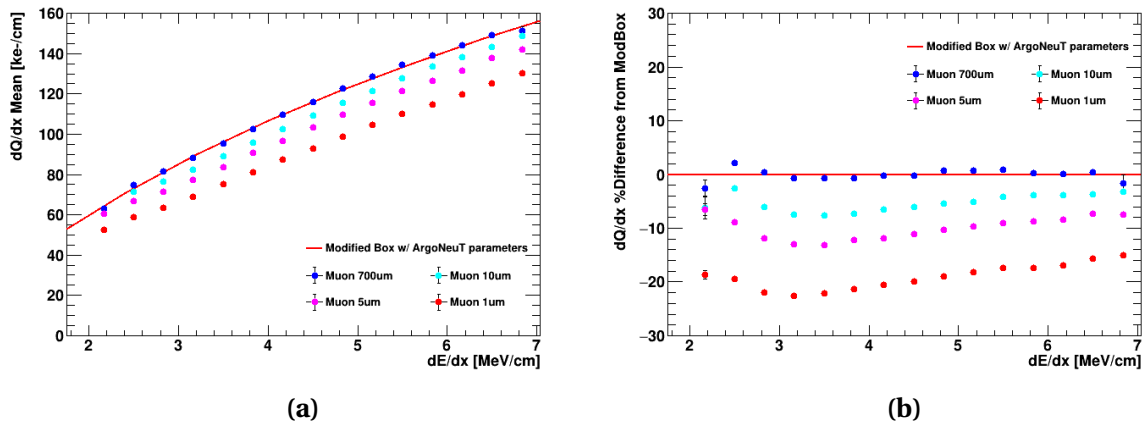 160
140
120
100
80
60
40
20
0
dQ/dx Mean [ke-/cm]
Modified Box w/ ArgoNeuT parameters
Muon 700um Muon 10um
Muon 5um Muon 1um
2 3 4 5 6 7
dE/dx [MeV/cm]
(a)
30
20
10
0
−10
−20
−30
dQ/dx %Difference from ModBox
Modified Box w/ ArgoNeuT parameters
Muon 700um Muon 10um
Muon 5um Muon 1um
2 3 4 5 6 7
dE/dx [MeV/cm]
(b)